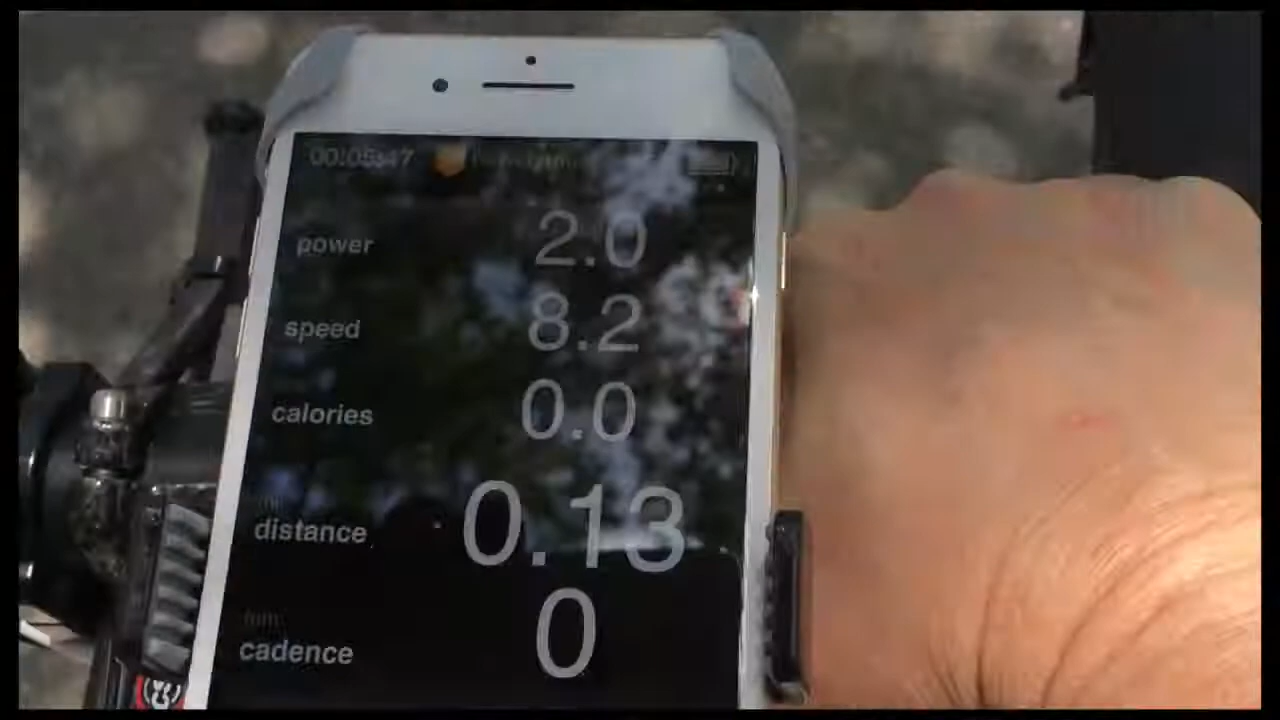 00:05:47
power 2.0
speed 8.2
calories 0.0
distance 0.13
cadence 0